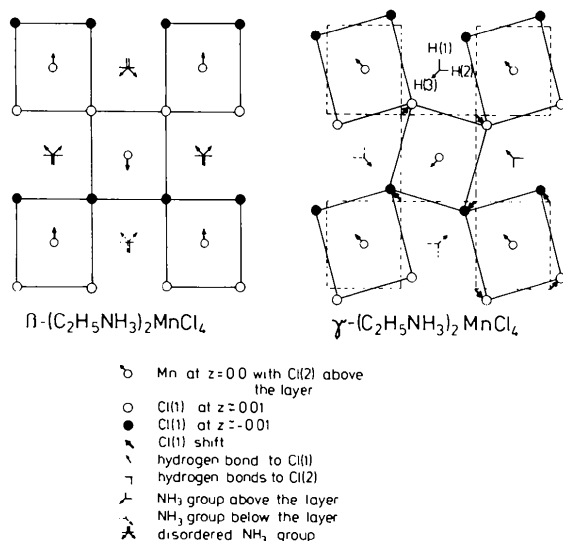 H(1)
H(2)
H(3)
β-(C₂H₅NH₃)₂MnCl₄
γ-(C₂H₅NH₃)₂MnCl₄
Mn at z=0.0 with Cl(2) above
the layer
Cl(1) at z≃0.01
Cl(1) at z≃-0.01
Cl(1) shift
hydrogen bond to Cl(1)
hydrogen bonds to Cl(2)
NH₃ group above the layer
NH₃ group below the layer
disordered NH₃ group